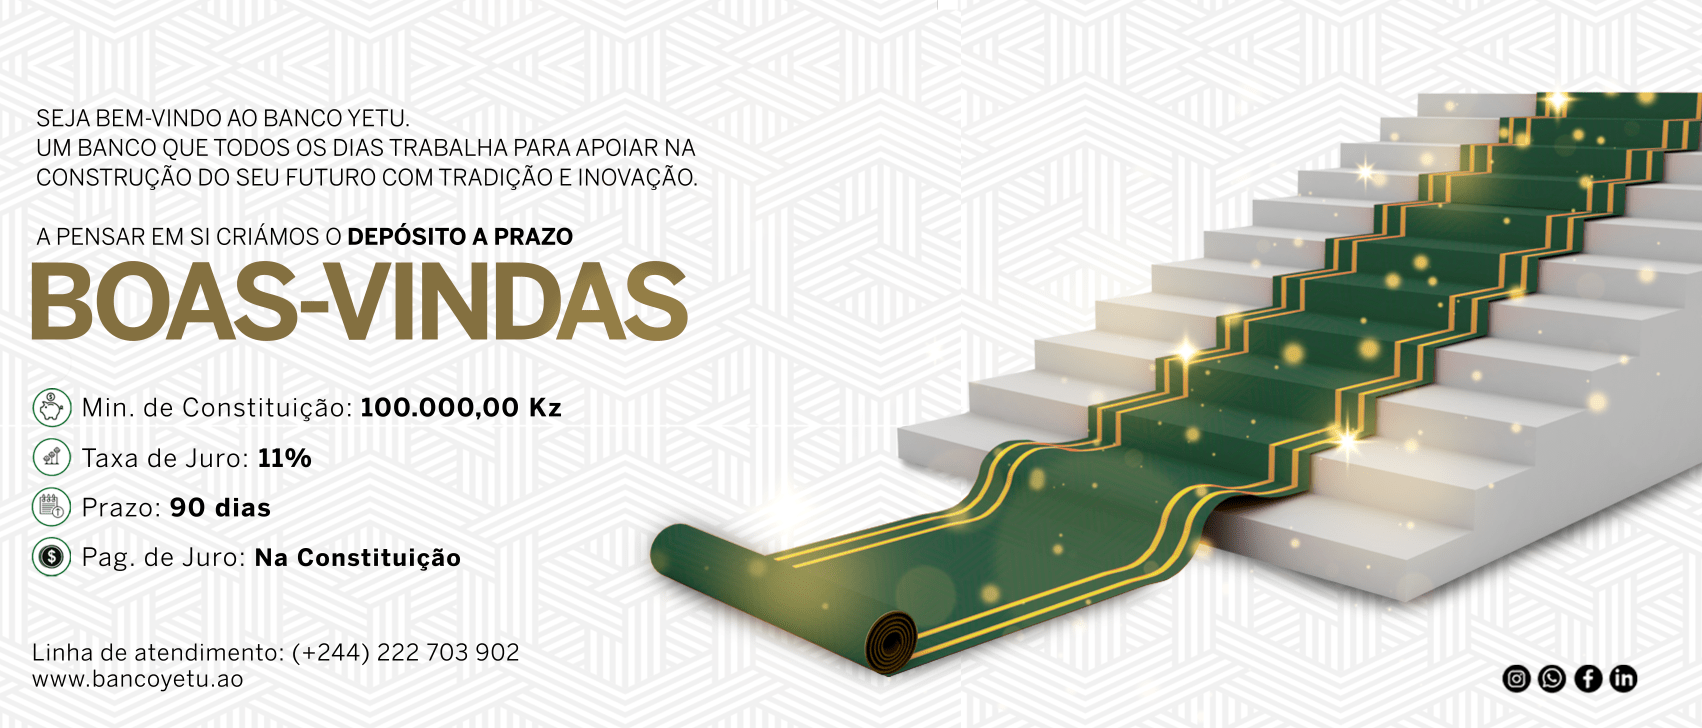 SEJA BEM-VINDO AO BANCO YETU.
UM BANCO QUE TODOS OS DIAS TRABALHA PARA APOIAR NA
CONSTRUÇÃO DO SEU FUTURO COM TRADIÇÃO E INOVAÇÃO.
A PENSAR EM SI CRIÁMOS O DEPÓSITO A PRAZO
BOAS-VINDAS
Min. de Constituição: 100.000,00 Kz
Taxa de Juro: 11%
Prazo: 90 dias
Pag. de Juro: Na Constituição
Linha de atendimento: (+244) 222 703 902
www.bancoyetu.ao